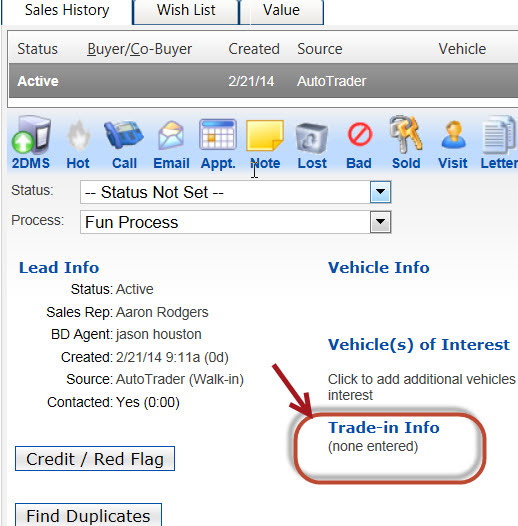 Sales History Wish List Value
Status Buyer/Co-Buyer Created Source Vehicle
Active 2/21/14 AutoTrader
2DMS Hot Call Email Appt. Note Lost Bad Sold Visit Letter
Status: -- Status Not Set --
Process: Fun Process
Lead Info
Status: Active
Sales Rep: Aaron Rodgers
BD Agent: jason houston
Created: 2/21/14 9:11a (0d)
Source: AutoTrader (Walk-in)
Contacted: Yes (0:00)
Credit / Red Flag
Find Duplicates
Vehicle Info
Vehicle(s) of Interest
Click to add additional vehicles
interest
Trade-in Info
(none entered)